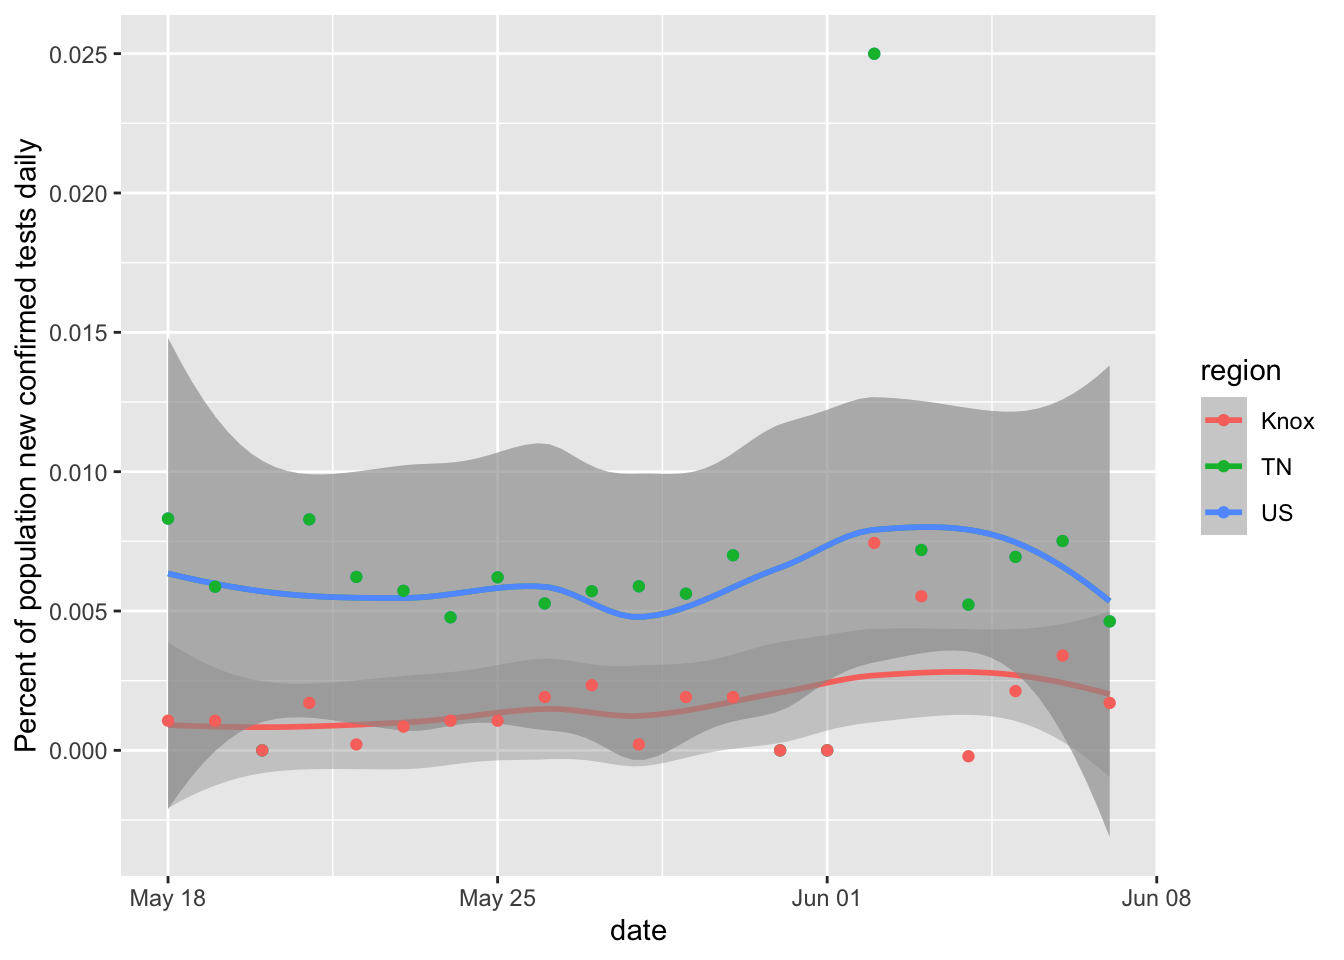 Percent of population new confirmed tests daily
0.025
0.020
0.015
0.010
0.005
0.000
May 18
May 25
Jun 01
Jun 08
date
region
Knox
TN
US